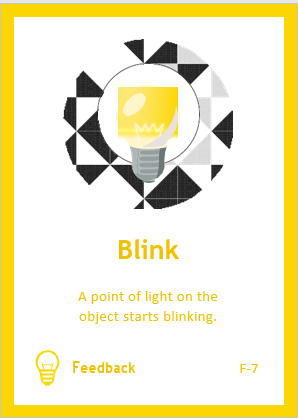 Blink
A point of light on the
object starts blinking.
Feedback
F-7